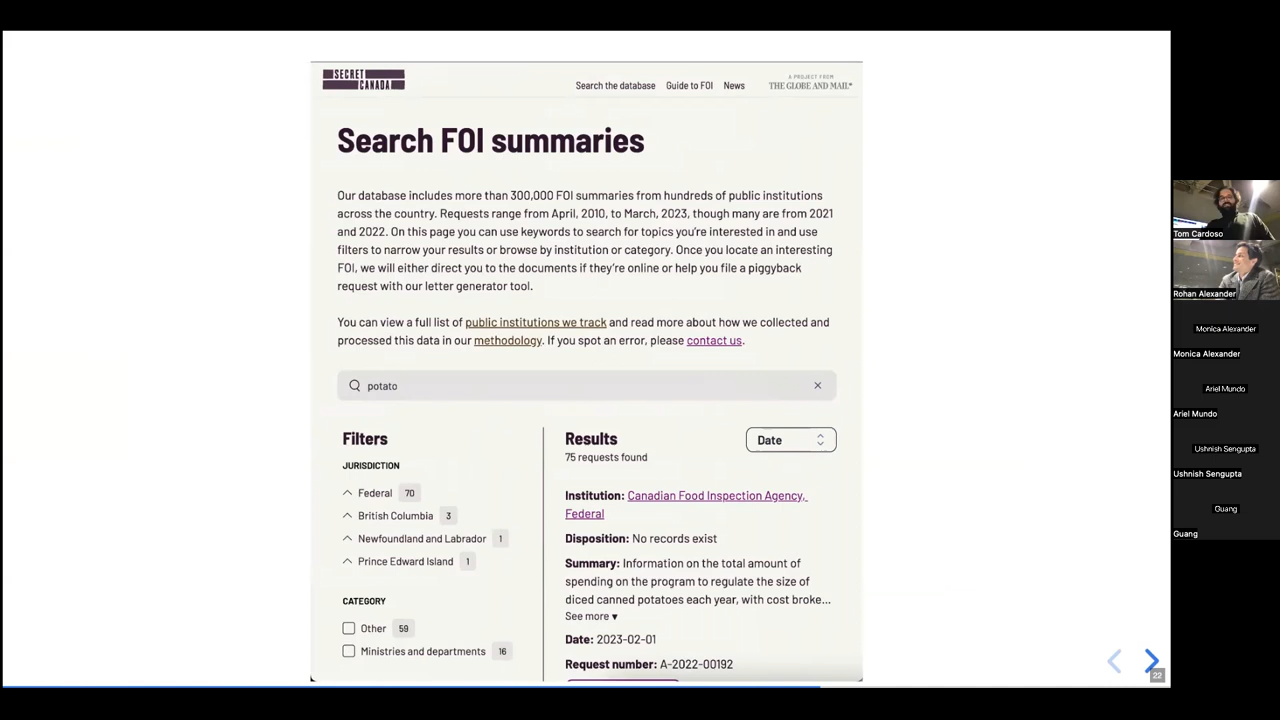 SECRET
CANADA
Search the database Guide to FOI News
A PROJECT FROM
THE GLOBE AND MAIL*
Search FOI summaries
Our database includes more than 300,000 FOI summaries from hundreds of public institutions
across the country. Requests range from April, 2010, to March, 2023, though many are from 2021
and 2022. On this page you can use keywords to search for topics you're interested in and use
filters to narrow your results or browse by institution or category. Once you locate an interesting
FOI, we will either direct you to the documents if they're online or help you file a piggyback
request with our letter generator tool.
You can view a full list of public institutions we track and read more about how we collected and
processed this data in our methodology. If you spot an error, please contact us.
potato
Filters
JURISDICTION
Federal 70
British Columbia 3
Newfoundland and Labrador 1
Prince Edward Island 1
CATEGORY
Other 59
Ministries and departments 16
Results
Date
75 requests found
Institution: Canadian Food Inspection Agency,
Federal
Disposition: No records exist
Summary: Information on the total amount of
spending on the program to regulate the size of
diced canned potatoes each year, with cost broke...
See more ▾
Date: 2023-02-01
Request number: A-2022-00192
22
Tom Cardoso
Rohan Alexander
Monica Alexander
Monica Alexander
Ariel Mundo
Ariel Mundo
Ushnish Sengupta
Ushnish Sengupta
Guang
Guang